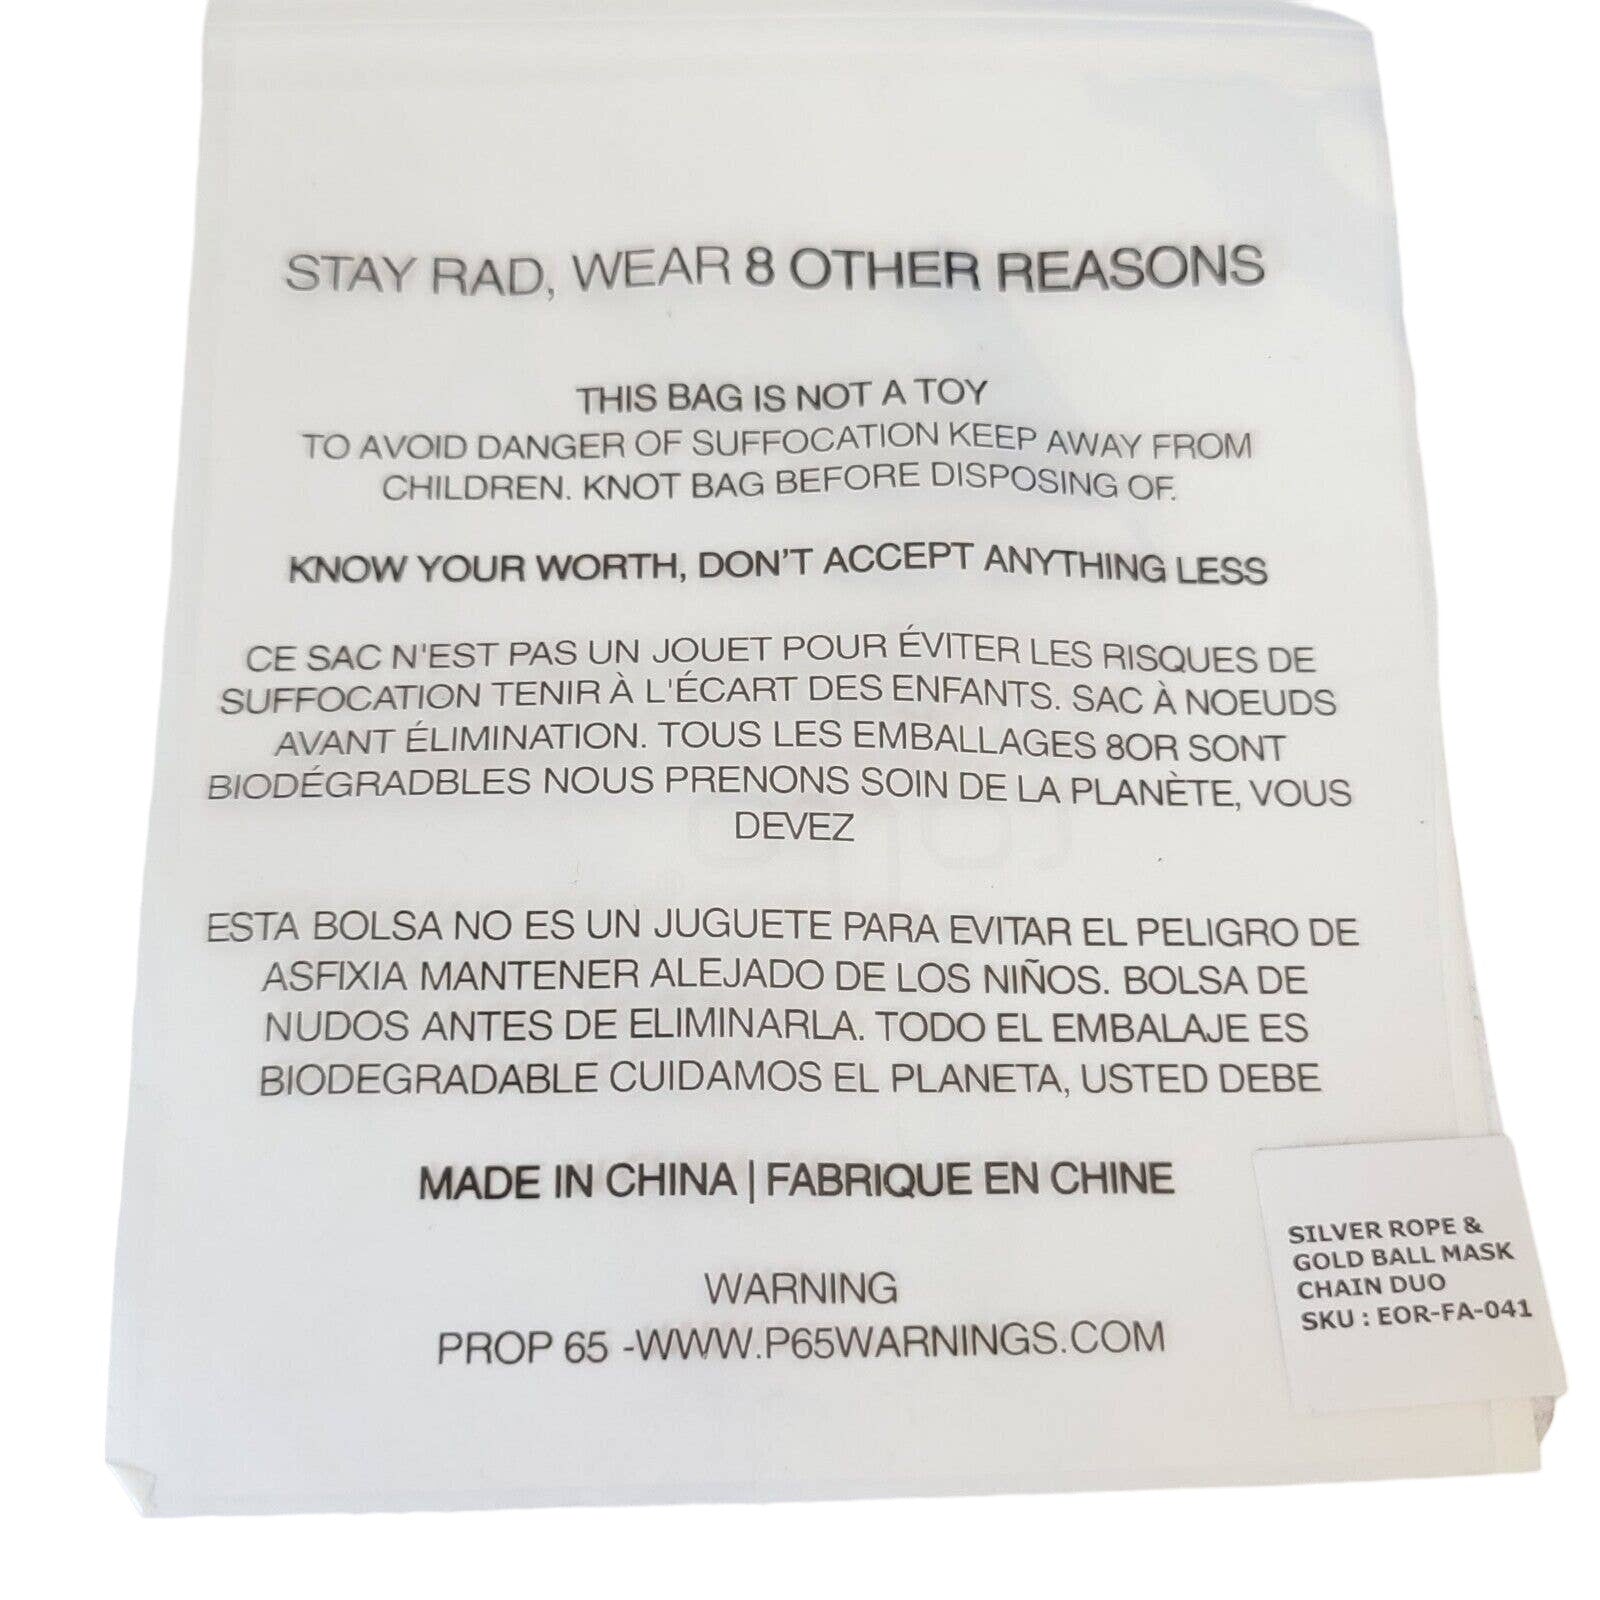 STAY RAD, WEAR 8 OTHER REASONS
THIS BAG IS NOT A TOY
TO AVOID DANGER OF SUFFOCATION KEEP AWAY FROM
CHILDREN. KNOT BAG BEFORE DISPOSING OF.
KNOW YOUR WORTH, DON'T ACCEPT ANYTHING LESS
CE SAC N'EST PAS UN JOUET POUR ÉVITER LES RISQUES DE
SUFFOCATION TENIR À L'ÉCART DES ENFANTS. SAC À NOEUDS
AVANT ÉLIMINATION. TOUS LES EMBALLAGES 8OR SONT
BIODÉGRADBLES NOUS PRENONS SOIN DE LA PLANÈTE, VOUS
DEVEZ
ESTA BOLSA NO ES UN JUGUETE PARA EVITAR EL PELIGRO DE
ASFIXIA MANTENER ALEJADO DE LOS NIÑOS. BOLSA DE
NUDOS ANTES DE ELIMINARLA. TODO EL EMBALAJE ES
BIODEGRADABLE CUIDAMOS EL PLANETA, USTED DEBE
MADE IN CHINA | FABRIQUE EN CHINE
WARNING
PROP 65 -WWW.P65WARNINGS.COM
SILVER ROPE &
GOLD BALL MASK
CHAIN DUO
SKU : EOR-FA-041